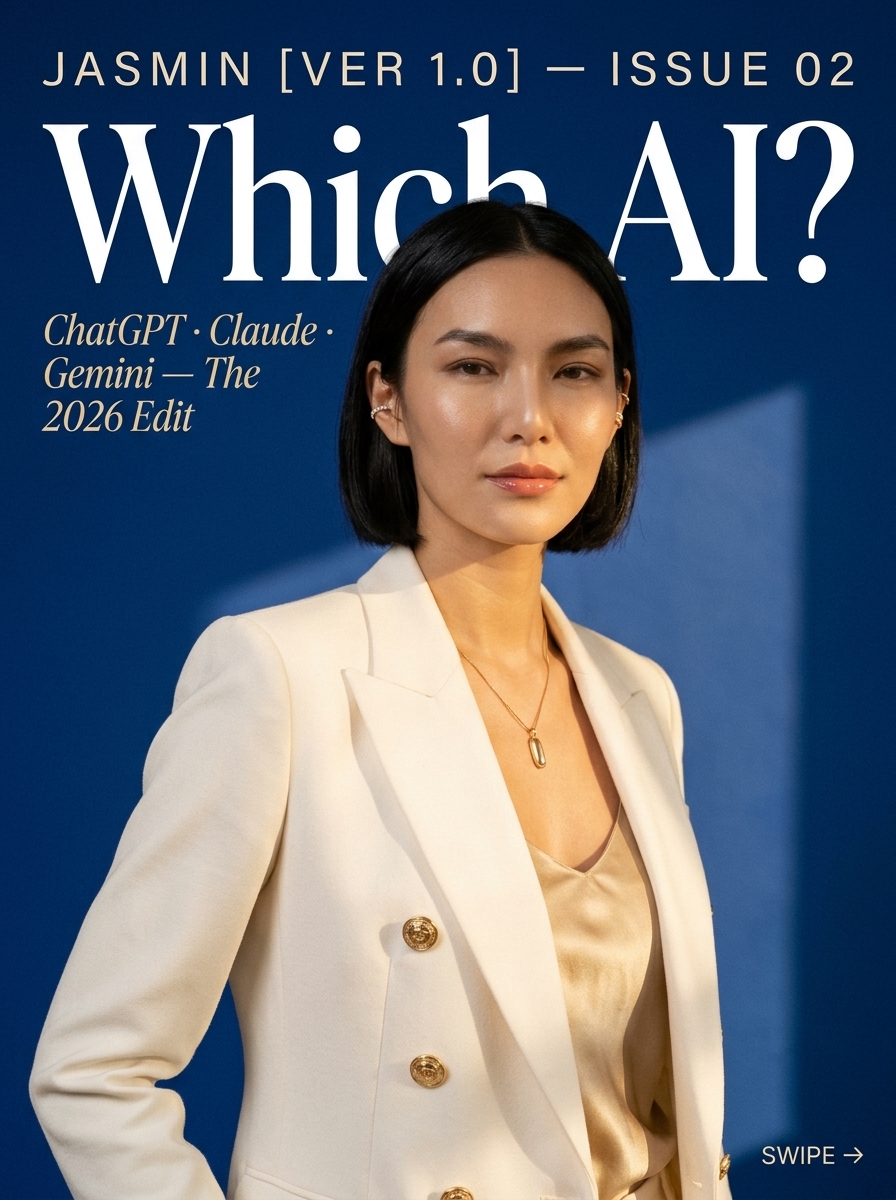 JASMIN [VER 1.0] — ISSUE 02
Which AI?
ChatGPT · Claude ·
Gemini — The
2026 Edit
SWIPE →